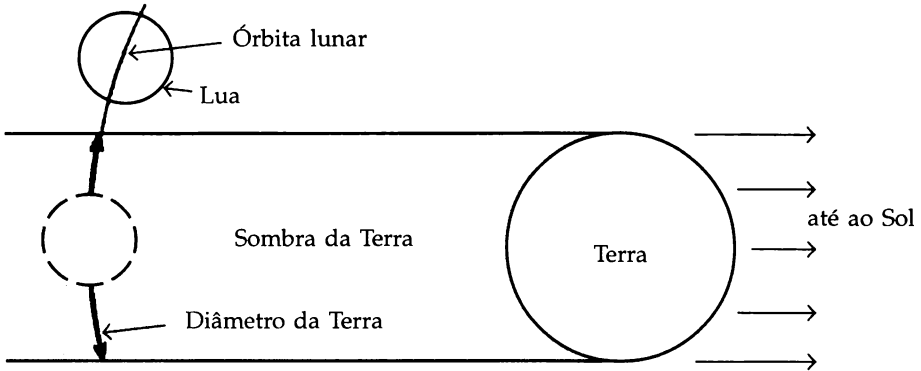 Órbita lunar
Lua
até ao Sol
Sombra da Terra
Terra
Diâmetro da Terra